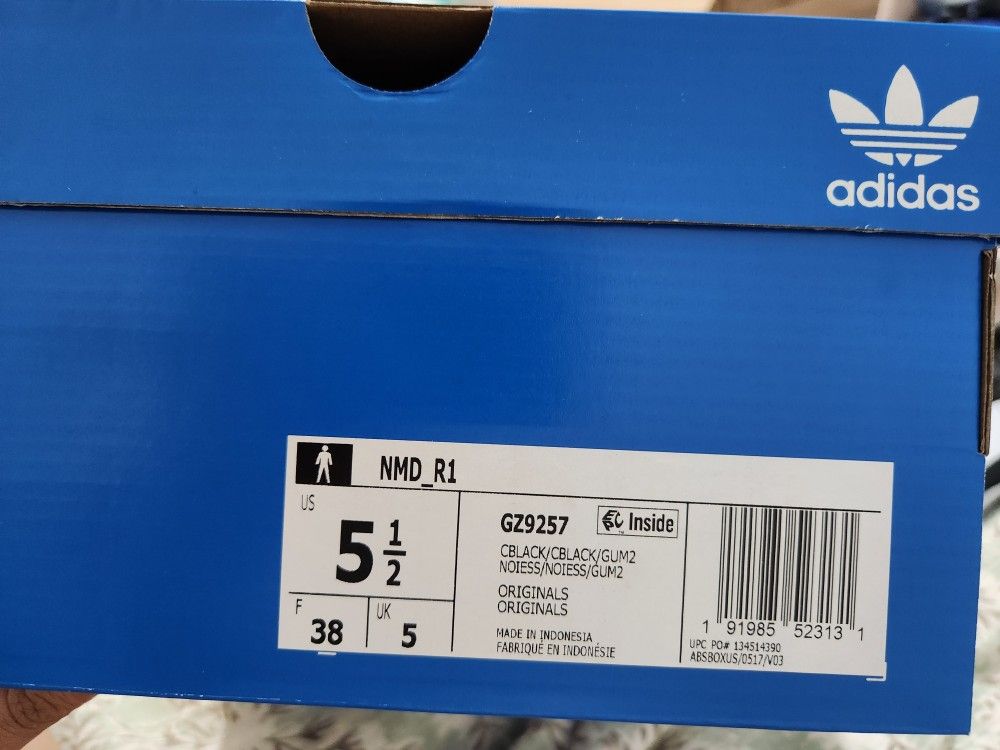 adidas
NMD_R1
US
5 1/2
F
38
UK
5
GZ9257
Inside
CBLACK/CBLACK/GUM2
NOIESS/NOIESS/GUM2
ORIGINALS
ORIGINALS
MADE IN INDONESIA
FABRIQUÉ EN INDONÉSIE
1 91985 52313 1
UPC PO# 134514390
ABSBOXUS/0517/V03